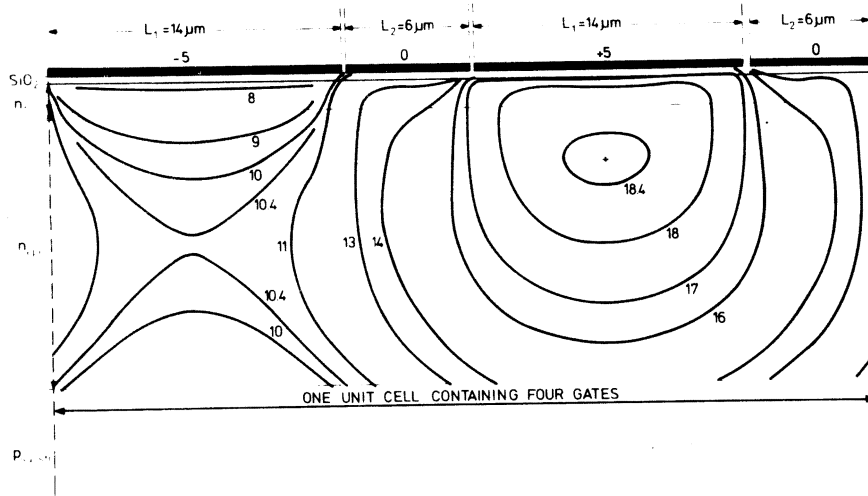 L₁=14μm L₂=6μm L₁=14μm L₂=6μm
-5 0 +5 0
SiO₂
n
8
9
10
10.4
11
13
14
18.4
18
17
16
10.4
10
ONE UNIT CELL CONTAINING FOUR GATES